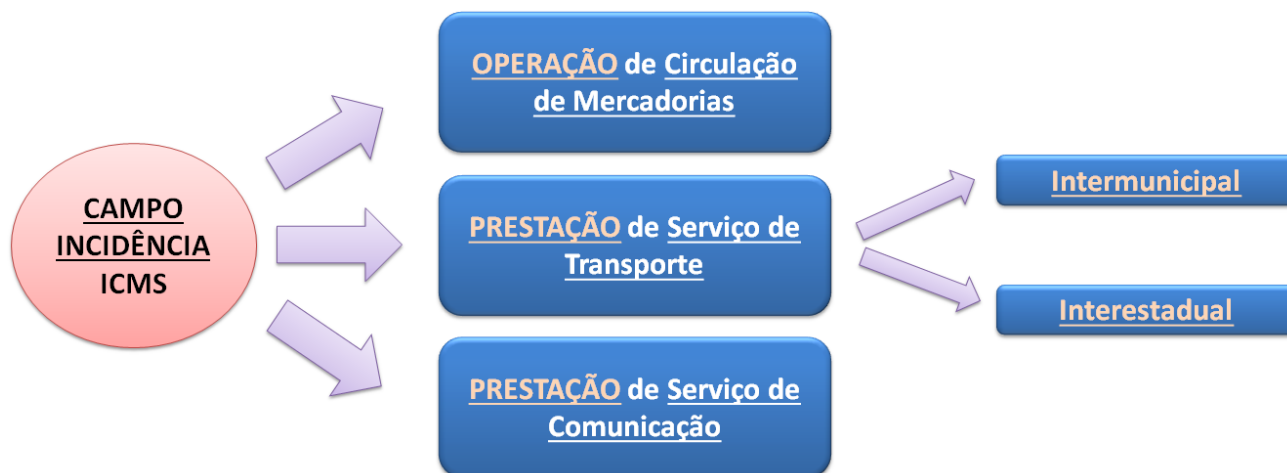 CAMPO
INCIDÊNCIA
ICMS
OPERAÇÃO de Circulação
de Mercadorias
PRESTAÇÃO de Serviço de
Transporte
Intermunicipal
Interestadual
PRESTAÇÃO de Serviço de
Comunicação